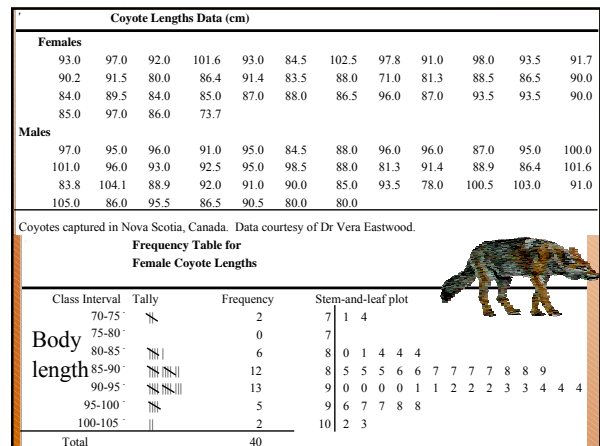 Coyote Lengths Data (cm)
Females
93.0 97.0 92.0 101.6 93.0 84.5 102.5 97.8 91.0 98.0 93.5 91.7
90.2 91.5 80.0 86.4 91.4 83.5 88.0 71.0 81.3 88.5 86.5 90.0
84.0 89.5 84.0 85.0 87.0 88.0 86.5 96.0 87.0 93.5 93.5 90.0
85.0 97.0 86.0 73.7
Males
97.0 95.0 96.0 91.0 95.0 84.5 88.0 96.0 96.0 87.0 95.0 100.0
101.0 96.0 93.0 92.5 95.0 98.5 88.0 81.3 91.4 88.9 86.4 101.6
83.8 104.1 88.9 92.0 91.0 90.0 85.0 93.5 78.0 100.5 103.0 91.0
105.0 86.0 95.5 86.5 90.5 80.0 80.0
Coyotes captured in Nova Scotia, Canada. Data courtesy of Dr Vera Eastwood.
Frequency Table for
Female Coyote Lengths
Class Interval Tally Frequency Stem-and-leaf plot
70-75- 2 7 1 4
75-80- 0 7
80-85- 6 8 0 1 4 4 4
85-90- 12 8 5 5 5 6 6 7 7 7 7 8 8 9
90-95- 13 9 0 0 0 0 1 1 2 2 2 3 3 4 4 4
95-100- 5 9 6 7 7 8 8
100-105- 2 10 2 3
Total 40
Body
length